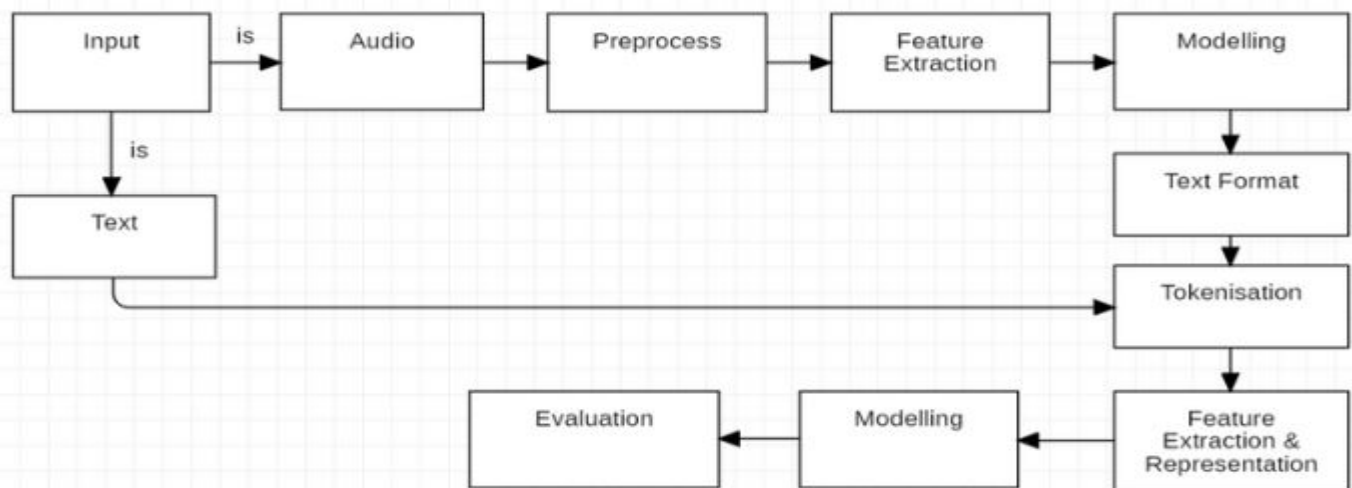 Input
is
Audio
Preprocess
Feature
Extraction
Modelling
is
Text
Text Format
Tokenisation
Feature
Extraction &
Representation
Modelling
Evaluation